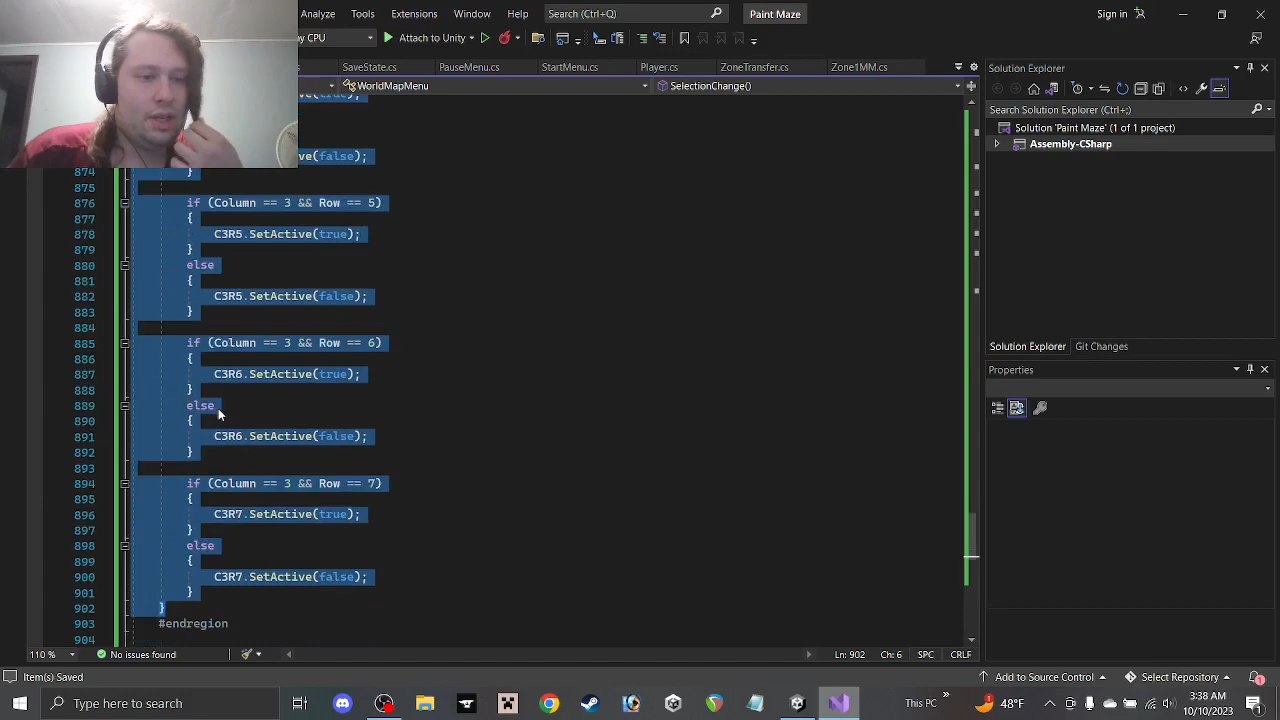 Analyze Tools Extensions Window Help Search (Ctrl+Q) Paint Maze Sign in
CPU Attach to Unity
SaveState.cs PauseMenu.cs StartMenu.cs Player.cs ZoneTransfer.cs Zone1MM.cs
WorldMapMenu SelectionChange()
(false);
874 }
875
876 if (Column == 3 && Row == 5)
877 {
878 C3R5.SetActive(true);
879 }
880 else
881 {
882 C3R5.SetActive(false);
883 }
884
885 if (Column == 3 && Row == 6)
886 {
887 C3R6.SetActive(true);
888 }
889 else
890 {
891 C3R6.SetActive(false);
892 }
893
894 if (Column == 3 && Row == 7)
895 {
896 C3R7.SetActive(true);
897 }
898 else
899 {
900 C3R7.SetActive(false);
901 }
902 }
903 #endregion
904
110 % No issues found Ln: 902 Ch: 6 SPC CRLF
Solution Explorer
Search Solution Explorer (Ctrl+;)
Solution 'Paint Maze' (1 of 1 project)
Assembly-CSharp
Solution Explorer Git Changes
Properties
Item(s) Saved Add to Source Control Select Repository 1
Type here to search This PC » 1 48°F 3:38 AM
10/10/2023